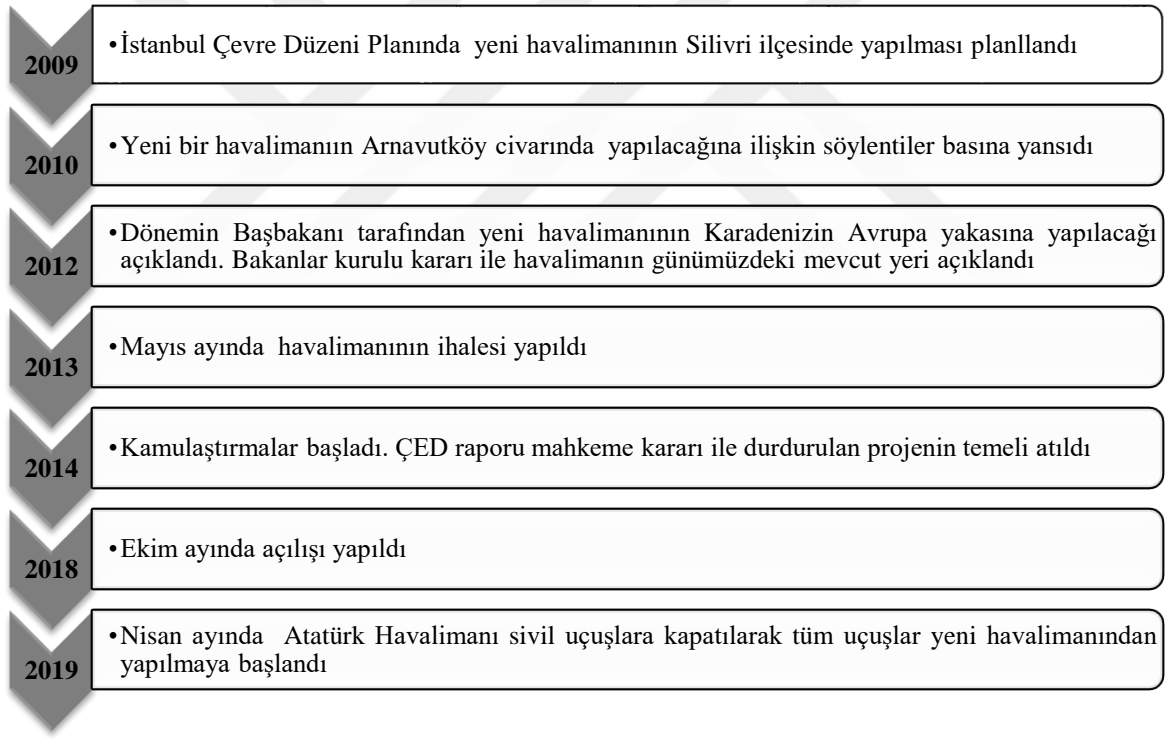 2009
•İstanbul Çevre Düzeni Planında yeni havalimanının Silivri ilçesinde yapılması planllandı
2010
•Yeni bir havalimanıın Arnavutköy civarında yapılacağına ilişkin söylentiler basına yansıdı
2012
•Dönemin Başbakanı tarafından yeni havalimanının Karadenizin Avrupa yakasına yapılacağı
açıklandı. Bakanlar kurulu kararı ile havalimanın günümüzdeki mevcut yeri açıklandı
2013
•Mayıs ayında havalimanının ihalesi yapıldı
2014
•Kamulaştırmalar başladı. ÇED raporu mahkeme kararı ile durdurulan projenin temeli atıldı
2018
•Ekim ayında açılışı yapıldı
2019
•Nisan ayında Atatürk Havalimanı sivil uçuşlara kapatılarak tüm uçuşlar yeni havalimanından
yapılmaya başlandı